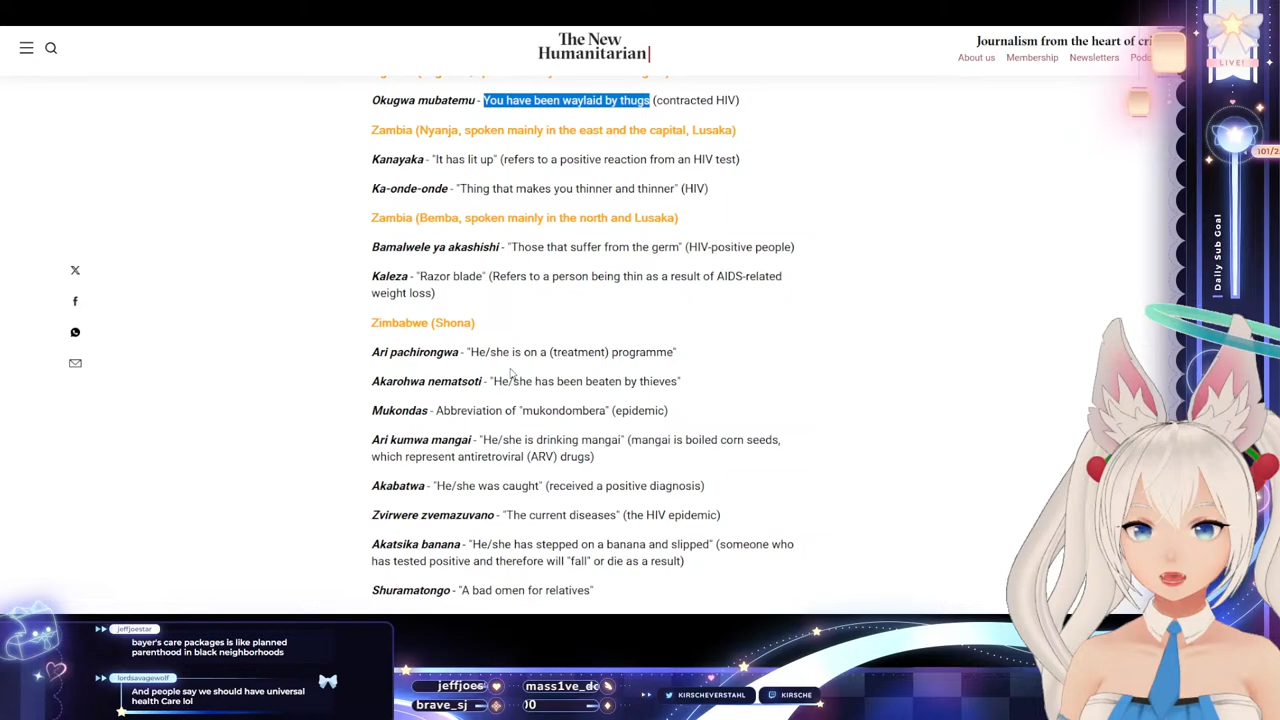 The New
Humanitarian
Journalism from the heart of cri
About us Membership Newsletters Podc
Okugwa mubatemu - You have been waylaid by thugs (contracted HIV)
Zambia (Nyanja, spoken mainly in the east and the capital, Lusaka)
Kanayaka - "It has lit up" (refers to a positive reaction from an HIV test)
Ka-onde-onde - "Thing that makes you thinner and thinner" (HIV)
Zambia (Bemba, spoken mainly in the north and Lusaka)
Bamalwele ya akashishi - "Those that suffer from the germ" (HIV-positive people)
Kaleza - "Razor blade" (Refers to a person being thin as a result of AIDS-related
weight loss)
Zimbabwe (Shona)
Ari pachirongwa - "He/she is on a (treatment) programme"
Akarohwa nematsoti - "He/she has been beaten by thieves"
Mukondas - Abbreviation of "mukondombera" (epidemic)
Ari kumwa mangai - "He/she is drinking mangai" (mangai is boiled corn seeds,
which represent antiretroviral (ARV) drugs)
Akabatwa - "He/she was caught" (received a positive diagnosis)
Zvirwere zvemazuvano - "The current diseases" (the HIV epidemic)
Akatsika banana - "He/she has stepped on a banana and slipped" (someone who
has tested positive and therefore will "fall" or die as a result)
Shuramatongo - "A bad omen for relatives"
LIVE!
101/2
Daily Sub Goal
jeffjoestar
bayer's care packages is like planned
parenthood in black neighborhoods
lordsavagewolf
And people say we should have universal
health Care lol
jeffjoes
mass1ve_do
brave_sj
00
KIRSCHEVERSTAHL
KIRSCHE